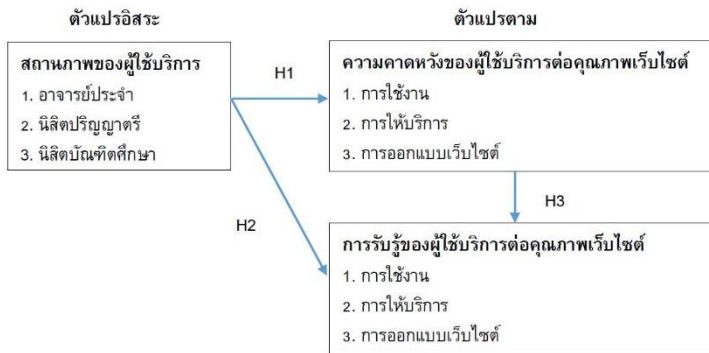 ตัวแปรอิสระ
ตัวแปรตาม
สถานภาพของผู้ใช้บริการ
1. อาจารย์ประจำ
2. นิสิตปริญญาตรี
3. นิสิตบัณฑิตศึกษา
H1
ความคาดหวังของผู้ใช้บริการต่อคุณภาพเว็บไซต์
1. การใช้งาน
2. การให้บริการ
3. การออกแบบเว็บไซต์
H2
H3
การรับรู้ของผู้ใช้บริการต่อคุณภาพเว็บไซต์
1. การใช้งาน
2. การให้บริการ
3. การออกแบบเว็บไซต์